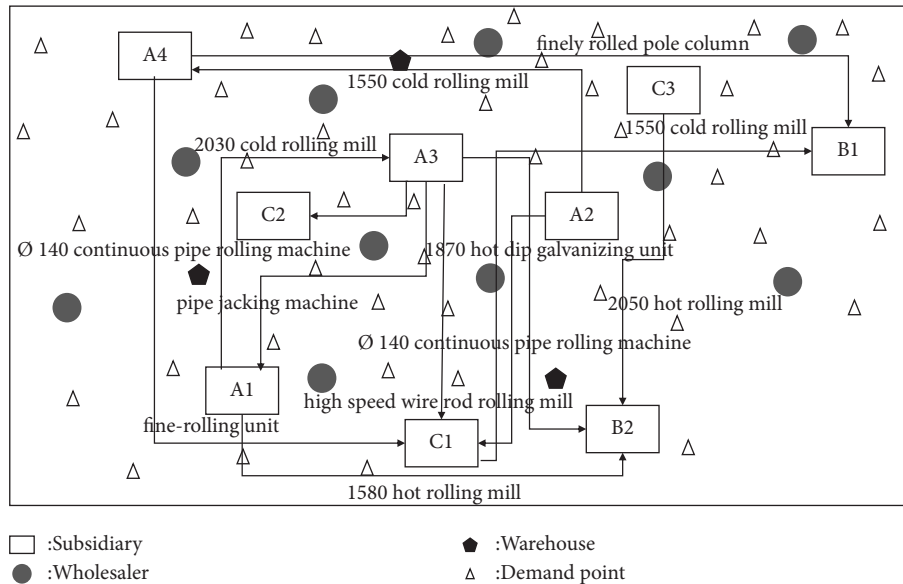 A4
finely rolled pole column
1550 cold rolling mill
C3
1550 cold rolling mill
2030 cold rolling mill
A3
B1
C2
A2
Ø 140 continuous pipe rolling machine
1870 hot dip galvanizing unit
pipe jacking machine
2050 hot rolling mill
Ø 140 continuous pipe rolling machine
A1
high speed wire rod rolling mill
fine-rolling unit
C1
B2
1580 hot rolling mill
:Subsidiary
:Warehouse
:Wholesaler
:Demand point